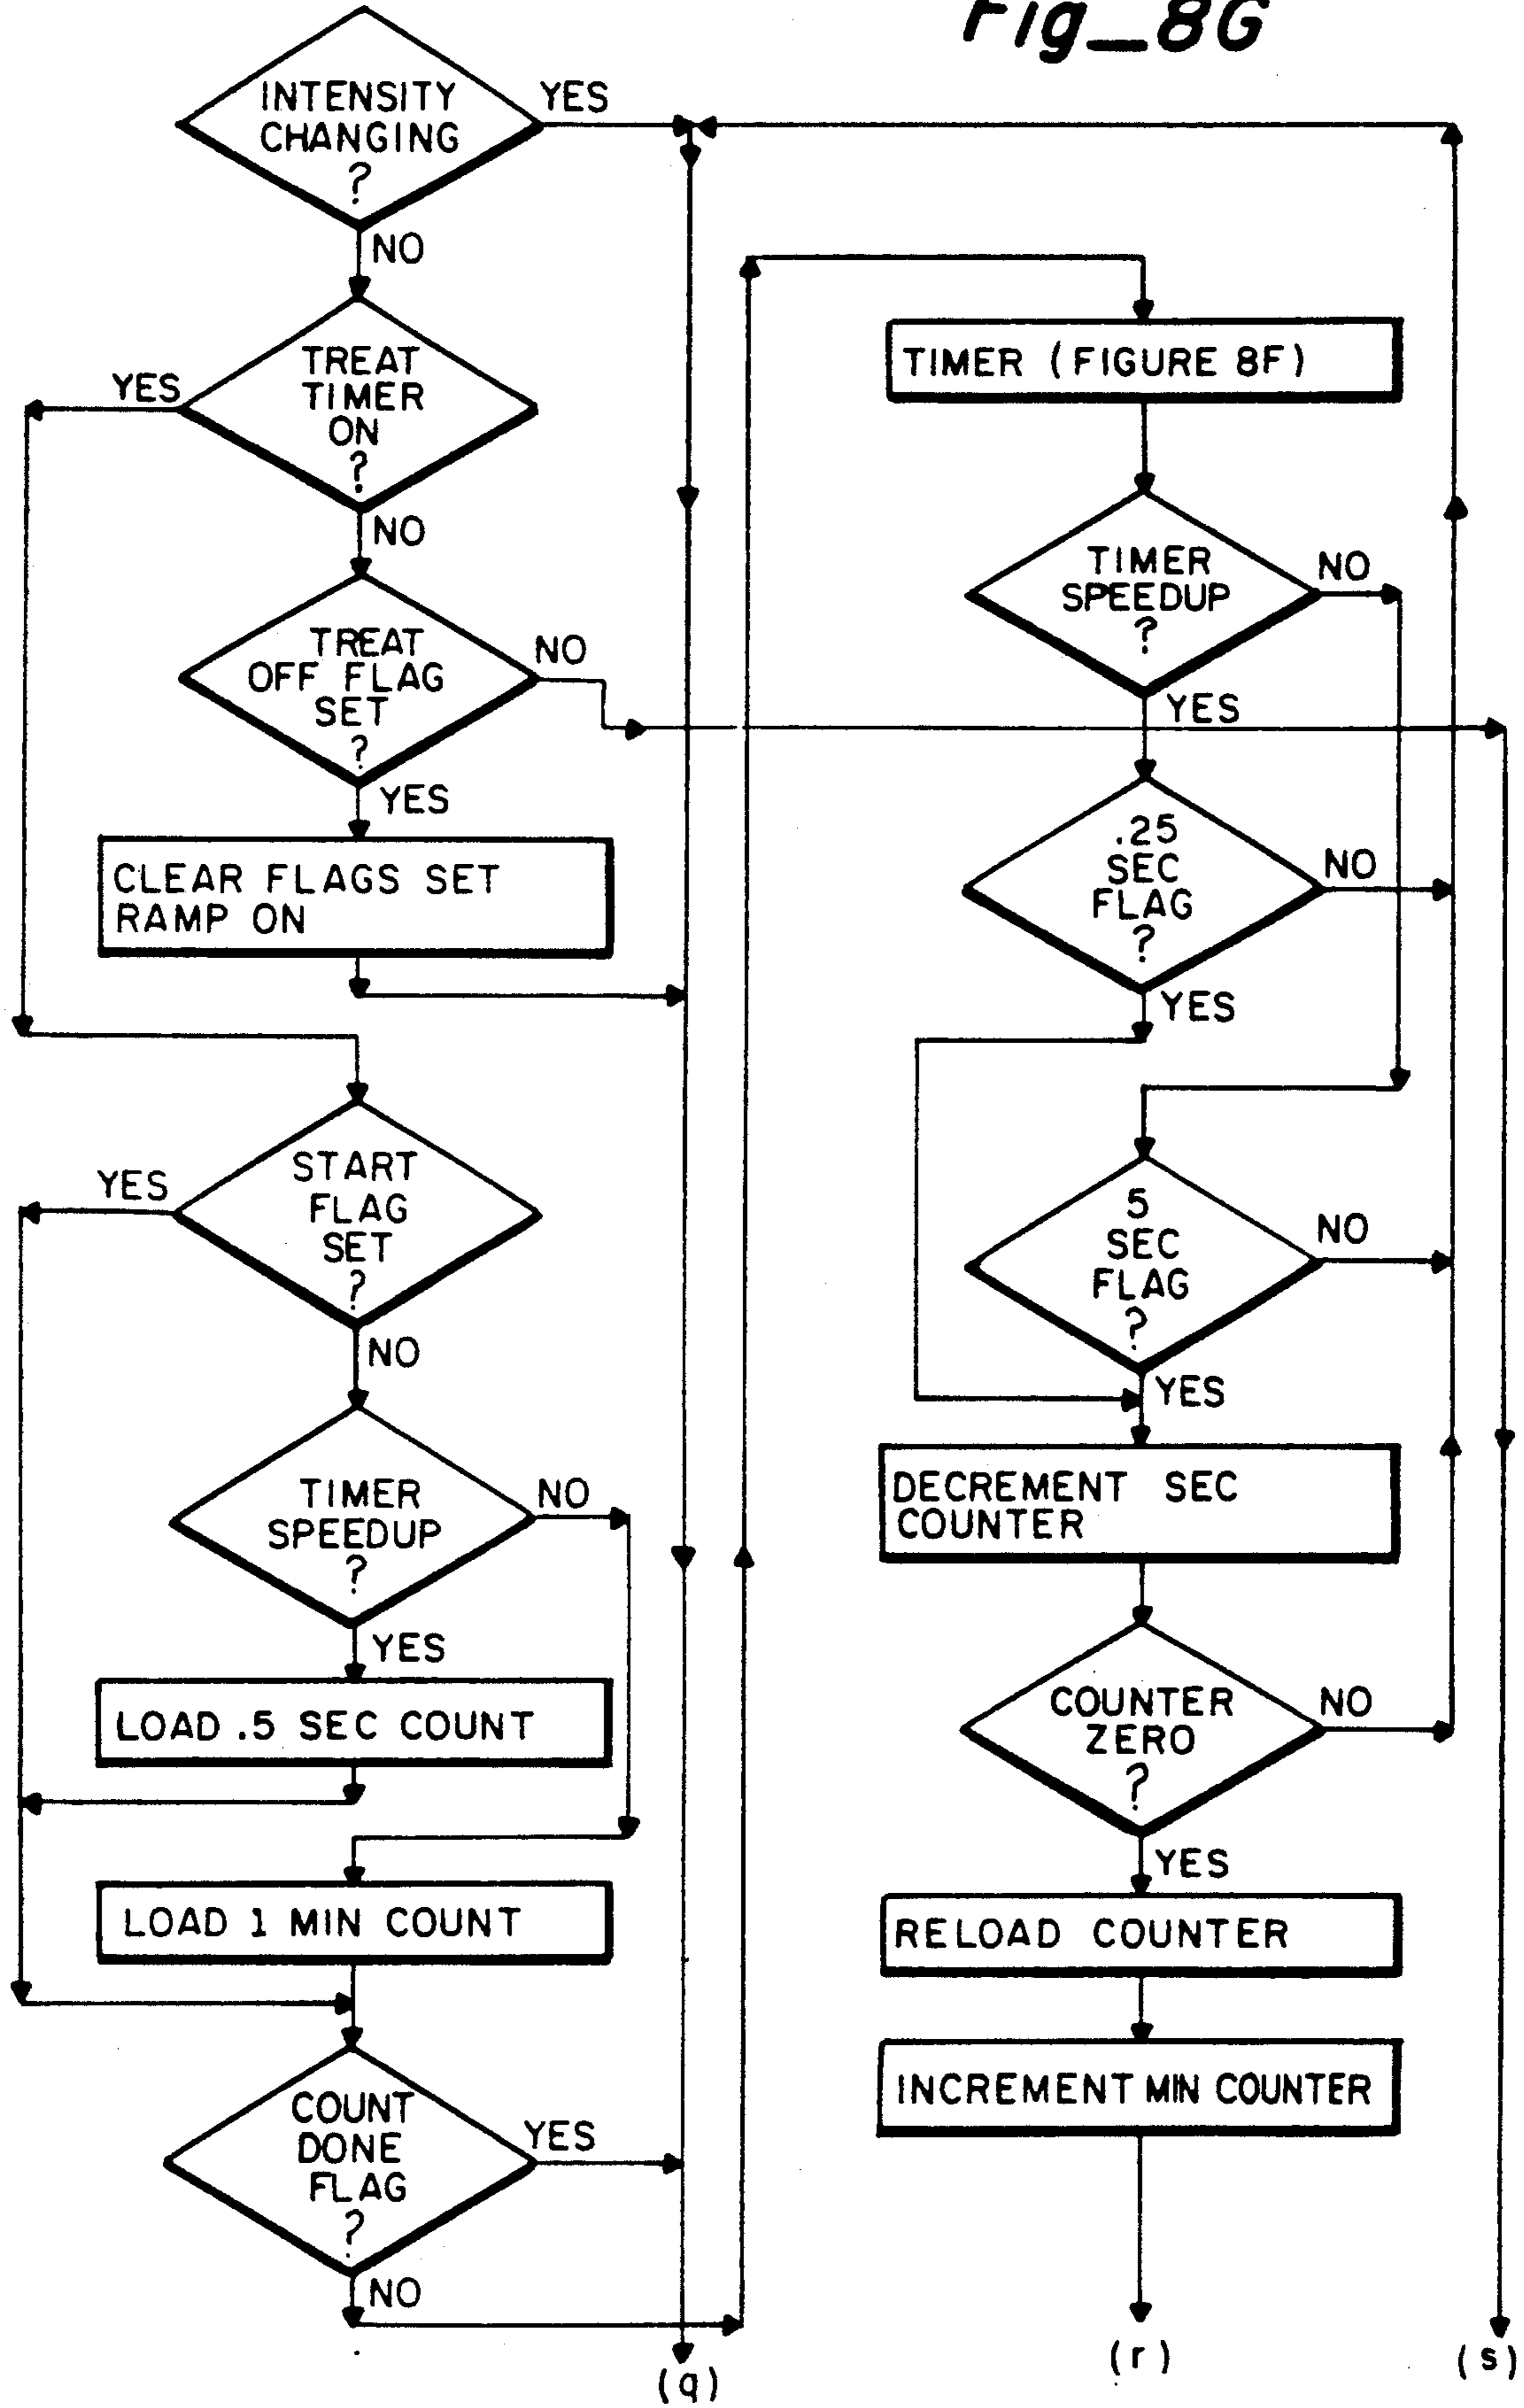 Fig_8G
INTENSITY
CHANGING
?
YES
NO
TREAT
TIMER
ON
?
YES
NO
TREAT
OFF FLAG
SET
?
NO
YES
CLEAR FLAGS SET
RAMP ON
START
FLAG
SET
?
YES
NO
TIMER
SPEEDUP
?
NO
YES
LOAD .5 SEC COUNT
LOAD 1 MIN COUNT
COUNT
DONE
FLAG
?
YES
NO
(q)
TIMER (FIGURE 8F)
TIMER
SPEEDUP
?
NO
YES
.25
SEC
FLAG
?
NO
YES
5
SEC
FLAG
?
NO
YES
DECREMENT SEC
COUNTER
COUNTER
ZERO
?
NO
YES
RELOAD COUNTER
INCREMENT MIN COUNTER
(r)
(s)